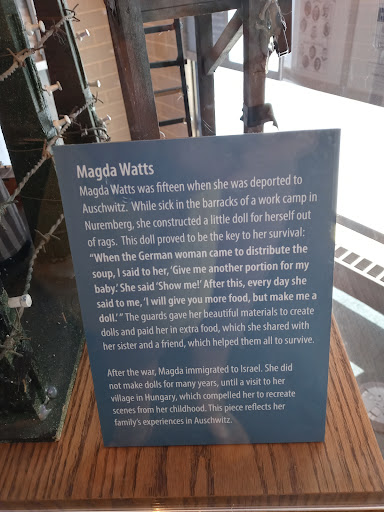 Magda Watts
Magda Watts was fifteen when she was deported to
Auschwitz. While sick in the barracks of a work camp in
Nuremberg, she constructed a little doll for herself out
of rags. This doll proved to be the key to her survival:
“When the German woman came to distribute the
soup, I said to her, ‘Give me another portion for my
baby.’ She said ‘Show me!’ After this, every day she
said to me, ‘I will give you more food, but make me a
doll.’” The guards gave her beautiful materials to create
dolls and paid her in extra food, which she shared with
her sister and a friend, which helped them all to survive.
After the war, Magda immigrated to Israel. She did
not make dolls for many years, until a visit to her
village in Hungary, which compelled her to recreate
scenes from her childhood. This piece reflects her
family’s experiences in Auschwitz.